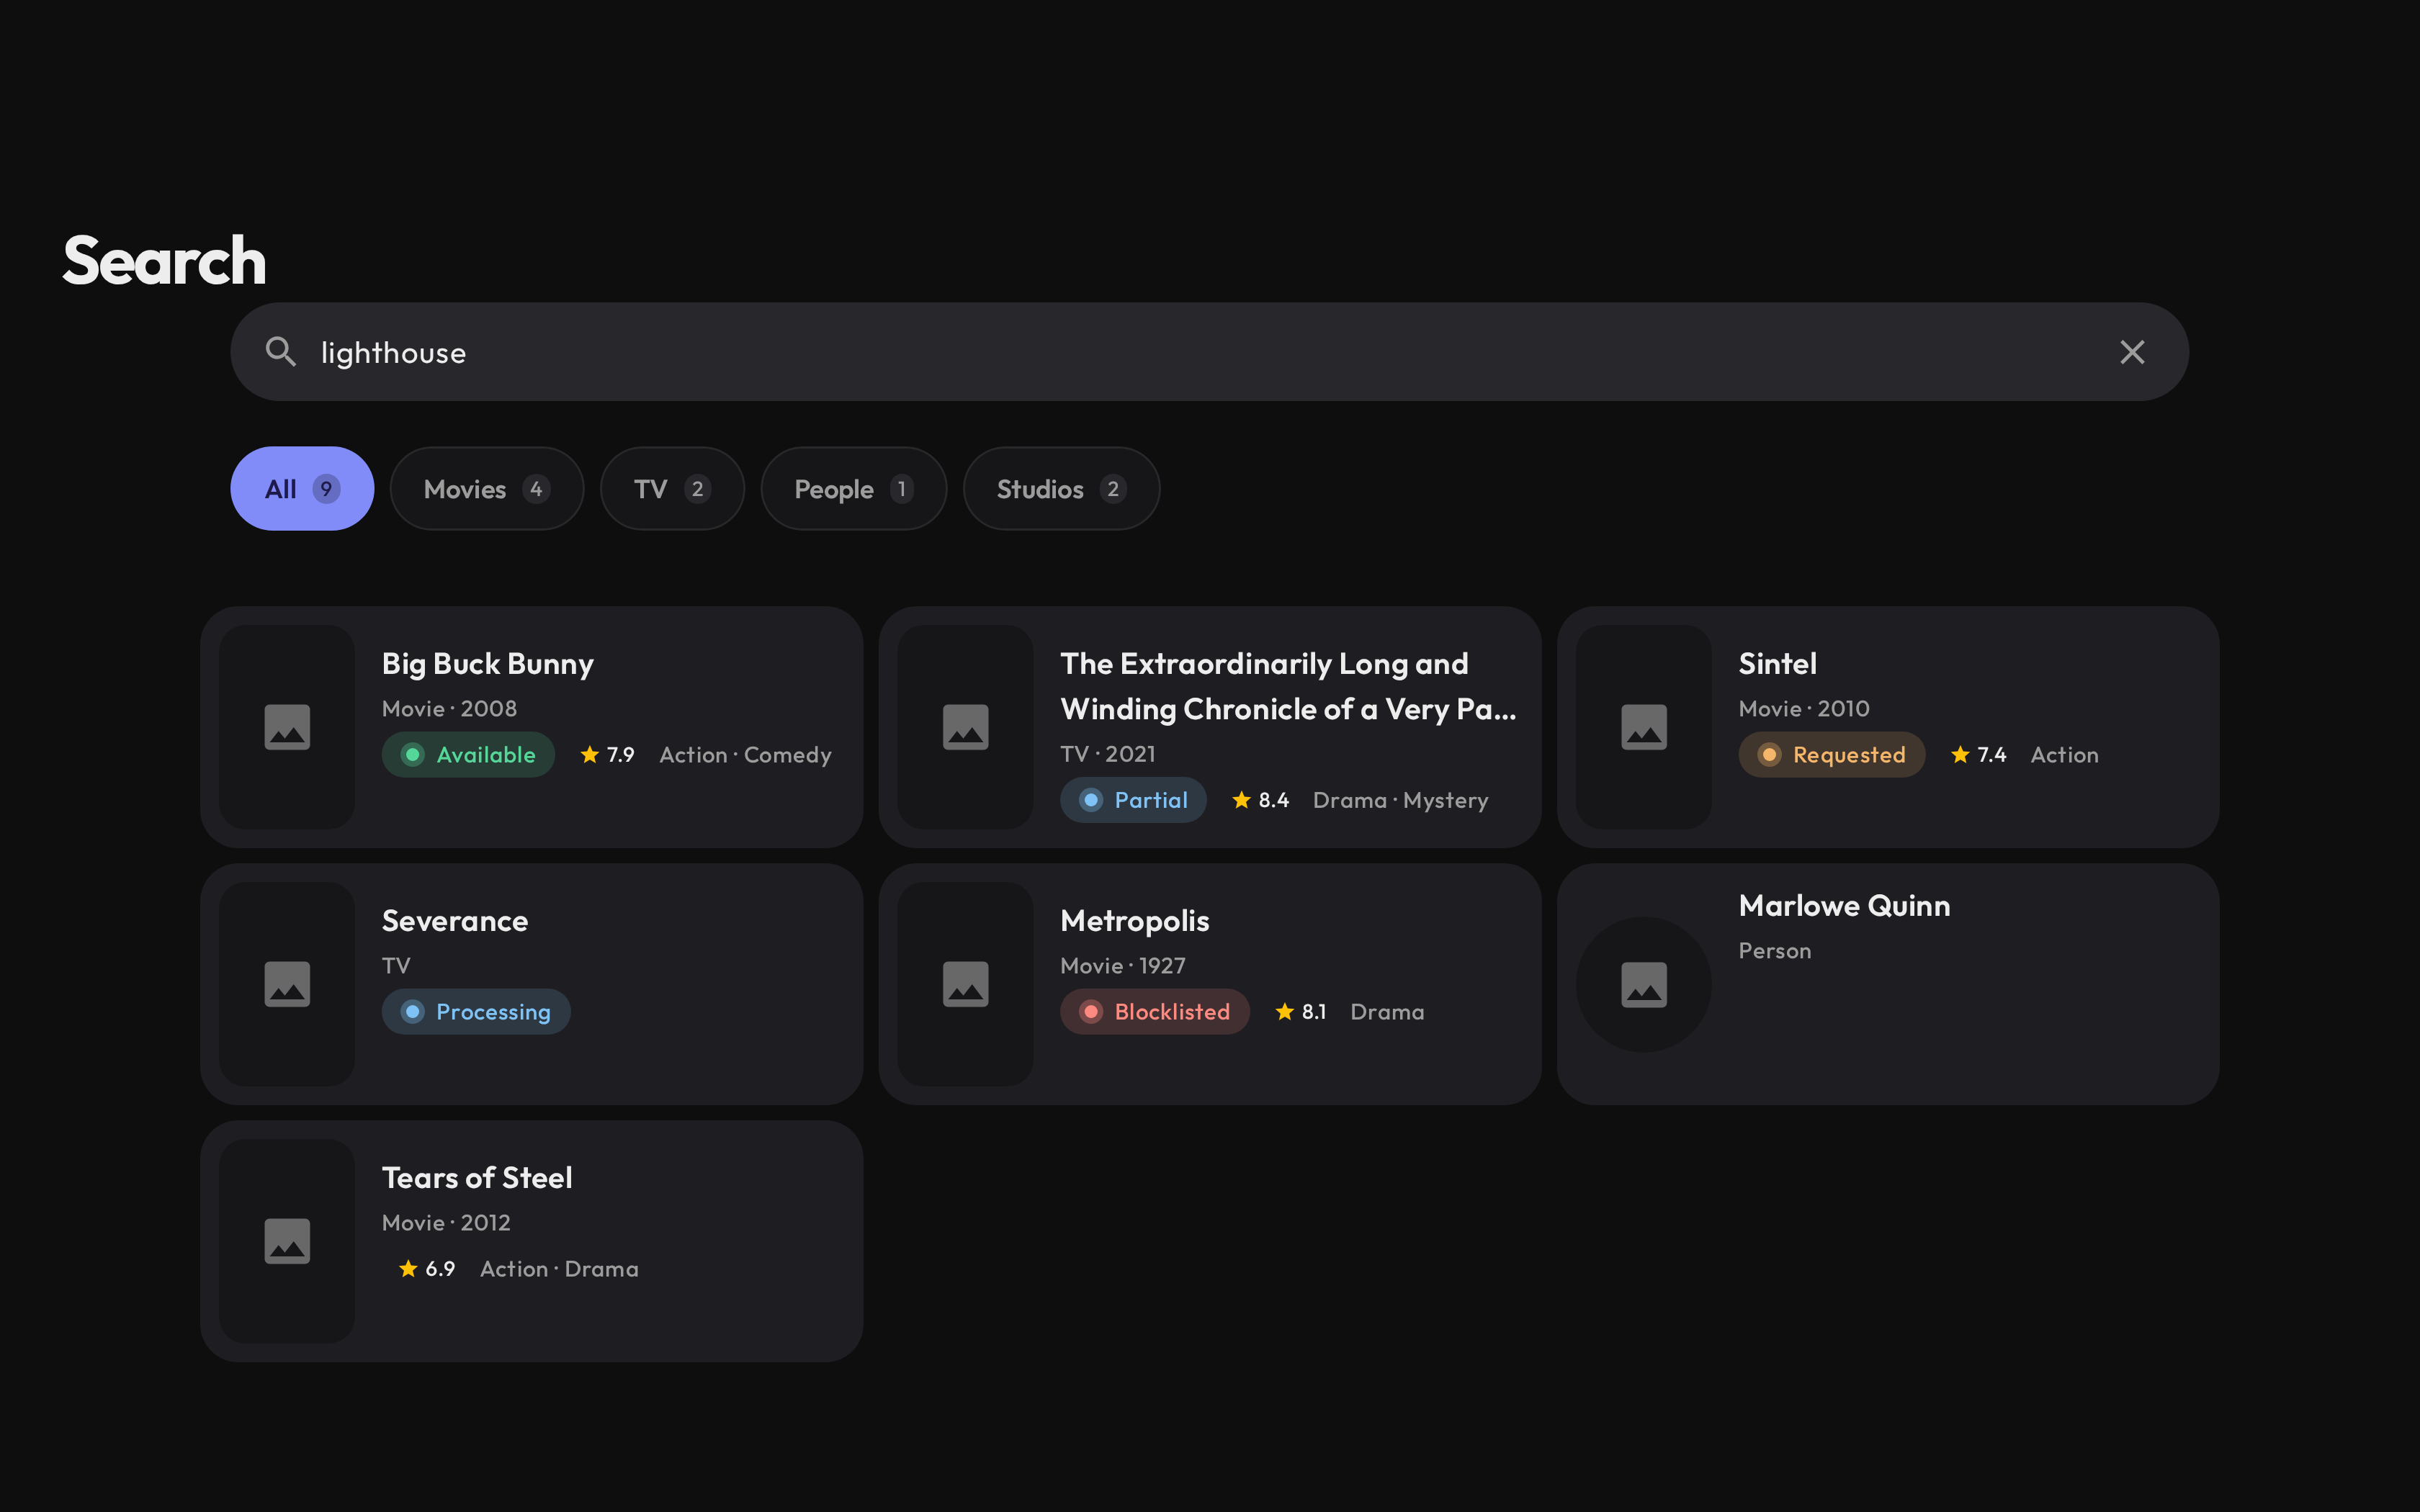 Search
lighthouse
All 9 Movies 4 TV 2 People 1 Studios 2
Big Buck Bunny
Movie · 2008
Available 7.9 Action · Comedy
The Extraordinarily Long and
Winding Chronicle of a Very Pa...
TV · 2021
Partial 8.4 Drama · Mystery
Sintel
Movie · 2010
Requested 7.4 Action
Severance
TV
Processing
Metropolis
Movie · 1927
Blocklisted 8.1 Drama
Marlowe Quinn
Person
Tears of Steel
Movie · 2012
6.9 Action · Drama